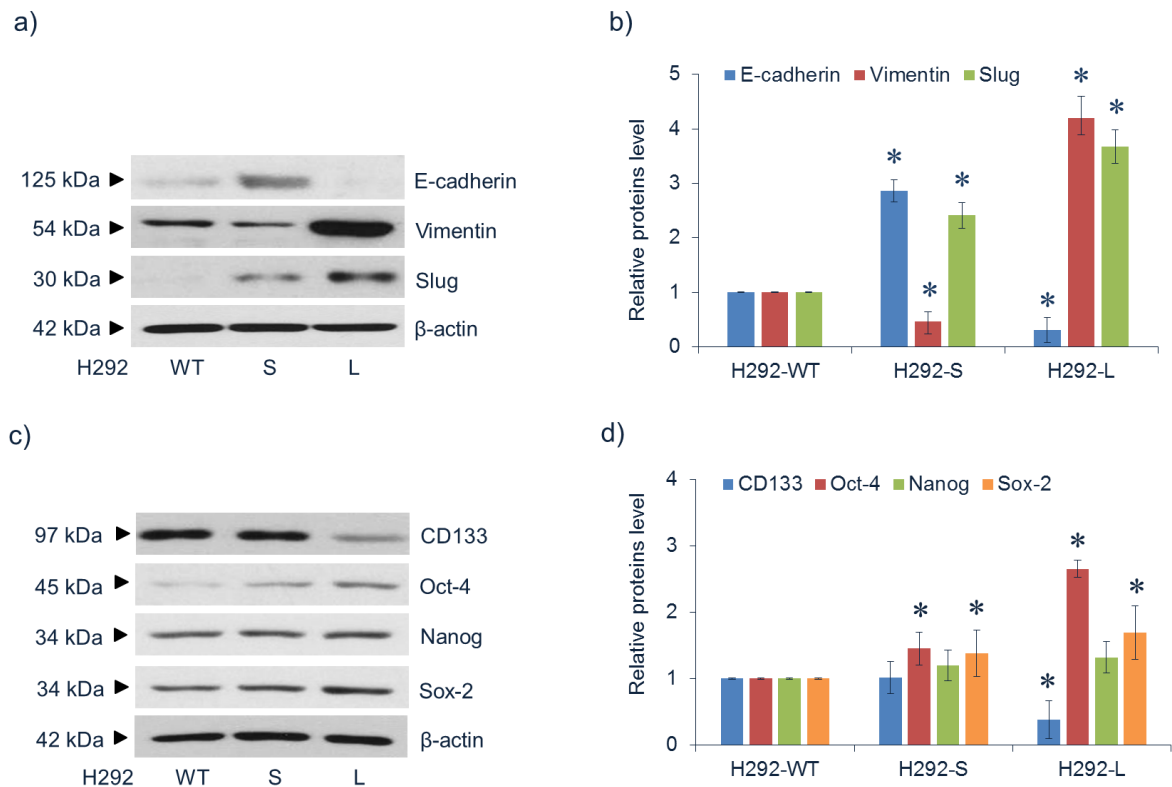 a)
125 kDa ► E-cadherin
54 kDa ► Vimentin
30 kDa ► Slug
42 kDa ► β-actin
H292 WT S L
b)
E-cadherin Vimentin Slug
Relative proteins level
5
4
3
2
1
0
* * *
* * *
H292-WT H292-S H292-L
c)
97 kDa ► CD133
45 kDa ► Oct-4
34 kDa ► Nanog
34 kDa ► Sox-2
42 kDa ► β-actin
H292 WT S L
d)
CD133 Oct-4 Nanog Sox-2
Relative proteins level
4
3
2
1
0
* *
* * *
H292-WT H292-S H292-L